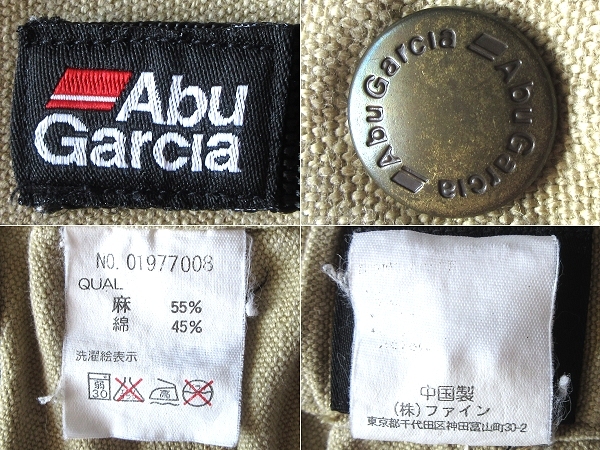 Abu
Garcia
Abu Garcia
Abu Garcia
NO. 01977008
QUAL
麻 55%
綿 45%
洗濯絵表示
弱
30
高
中国製
(株)ファイン
東京都千代田区神田富山町30-2